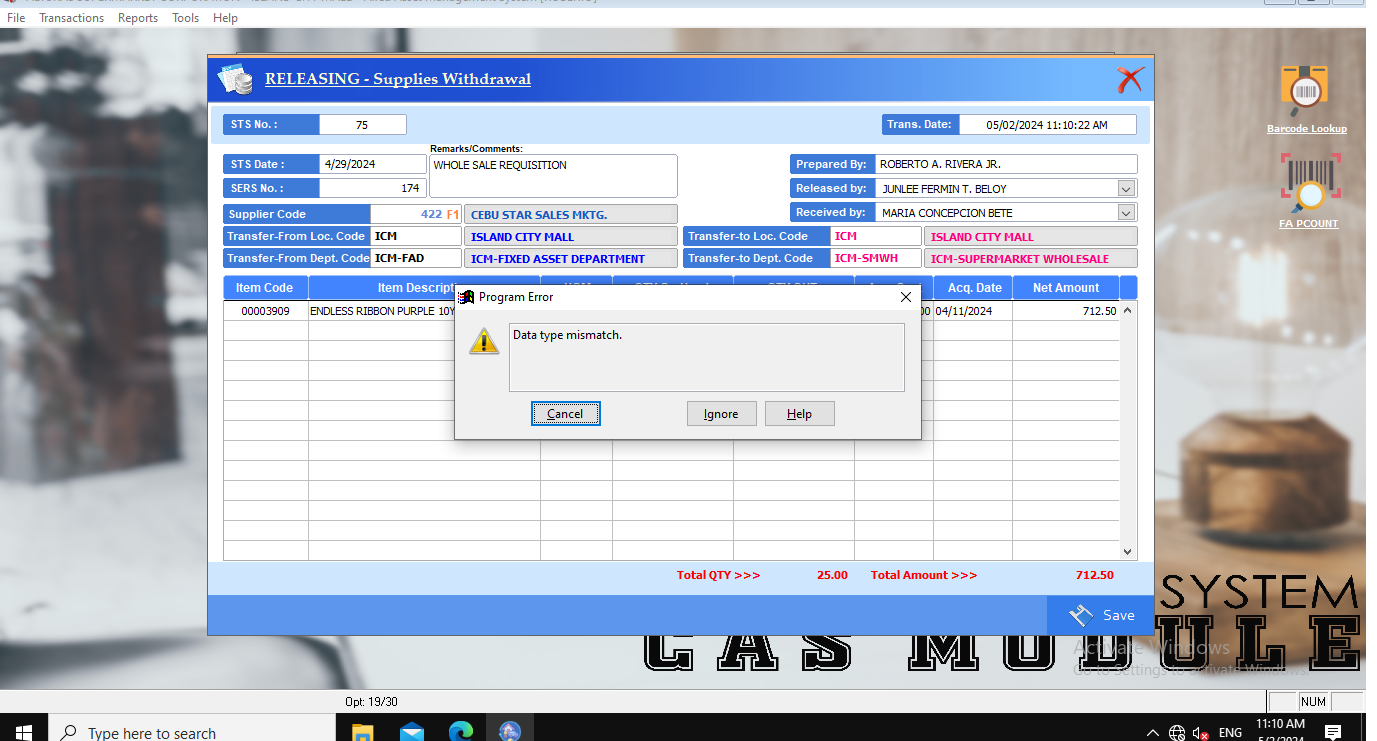 File Transactions Reports Tools Help
RELEASING - Supplies Withdrawal
Barcode Lookup
FA PCOUNT
STS No. : 75 Trans. Date: 05/02/2024 11:10:22 AM
Remarks/Comments:
STS Date : 4/29/2024 WHOLE SALE REQUISITION Prepared By: ROBERTO A. RIVERA JR.
SERS No. : 174 Released by: JUNLEE FERMIN T. BELOY
Supplier Code 422 F1 CEBU STAR SALES MKTG. Received by: MARIA CONCEPCION BETE
Transfer-From Loc. Code ICM ISLAND CITY MALL Transfer-to Loc. Code ICM ISLAND CITY MALL
Transfer-From Dept. Code ICM-FAD ICM-FIXED ASSET DEPARTMENT Transfer-to Dept. Code ICM-SMWH ICM-SUPERMARKET WHOLESALE
Item Code Item Descript Acq. Date Net Amount
00003909 ENDLESS RIBBON PURPLE 10Y 00 04/11/2024 712.50
Program Error
Data type mismatch.
Cancel Ignore Help
Total QTY >>> 25.00 Total Amount >>> 712.50
Save
SYSTEM
CAS MODULE
Activate Windows
Go to Settings to activate Windows.
Opt: 19/30 NUM
Type here to search ENG 11:10 AM
5/2/2024